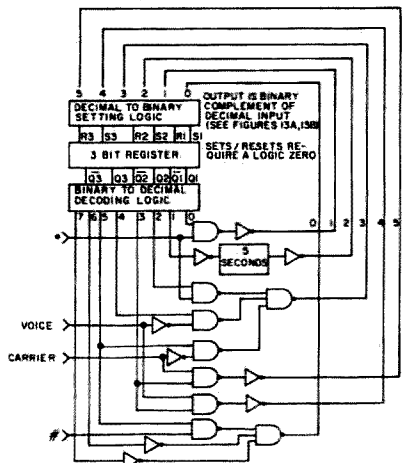 5 4 3 2 1 0
DECIMAL TO BINARY
SETTING LOGIC
OUTPUT IS BINARY
COMPLEMENT OF
DECIMAL INPUT
(SEE FIGURES 13A,13B)
R3 S3 R2 S2 R1 S1
3 BIT REGISTER
SETS/RESETS RE-
QUIRE A LOGIC ZERO
Q̅3 Q3 Q̅2 Q2 Q̅1 Q1
BINARY TO DECIMAL
DECODING LOGIC
7 6 5 4 3 2 1 0
0 1 2 3 4 5
*
5
SECONDS
VOICE
CARRIER
#